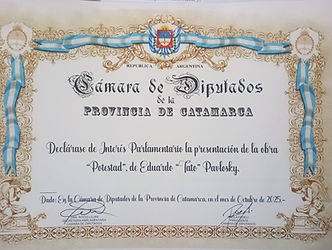 REPUBLICA ARGENTINA
Cámara de Diputados
de la
PROVINCIA DE CATAMARCA
Declárase de Interés Parlamentario la presentación de la obra
"Potestad", de Eduardo "Tato" Pavlosky.
Dado: En la Cámara de Diputados de la Provincia de Catamarca, en el mes de Octubre de 2025.-